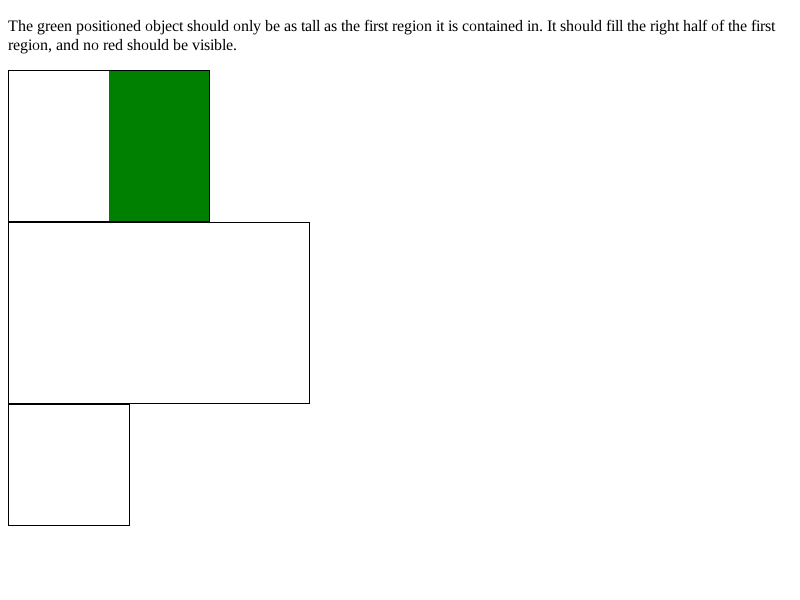 The green positioned object should only be as tall as the first region it is contained in. It should fill the right half of the first
region, and no red should be visible.